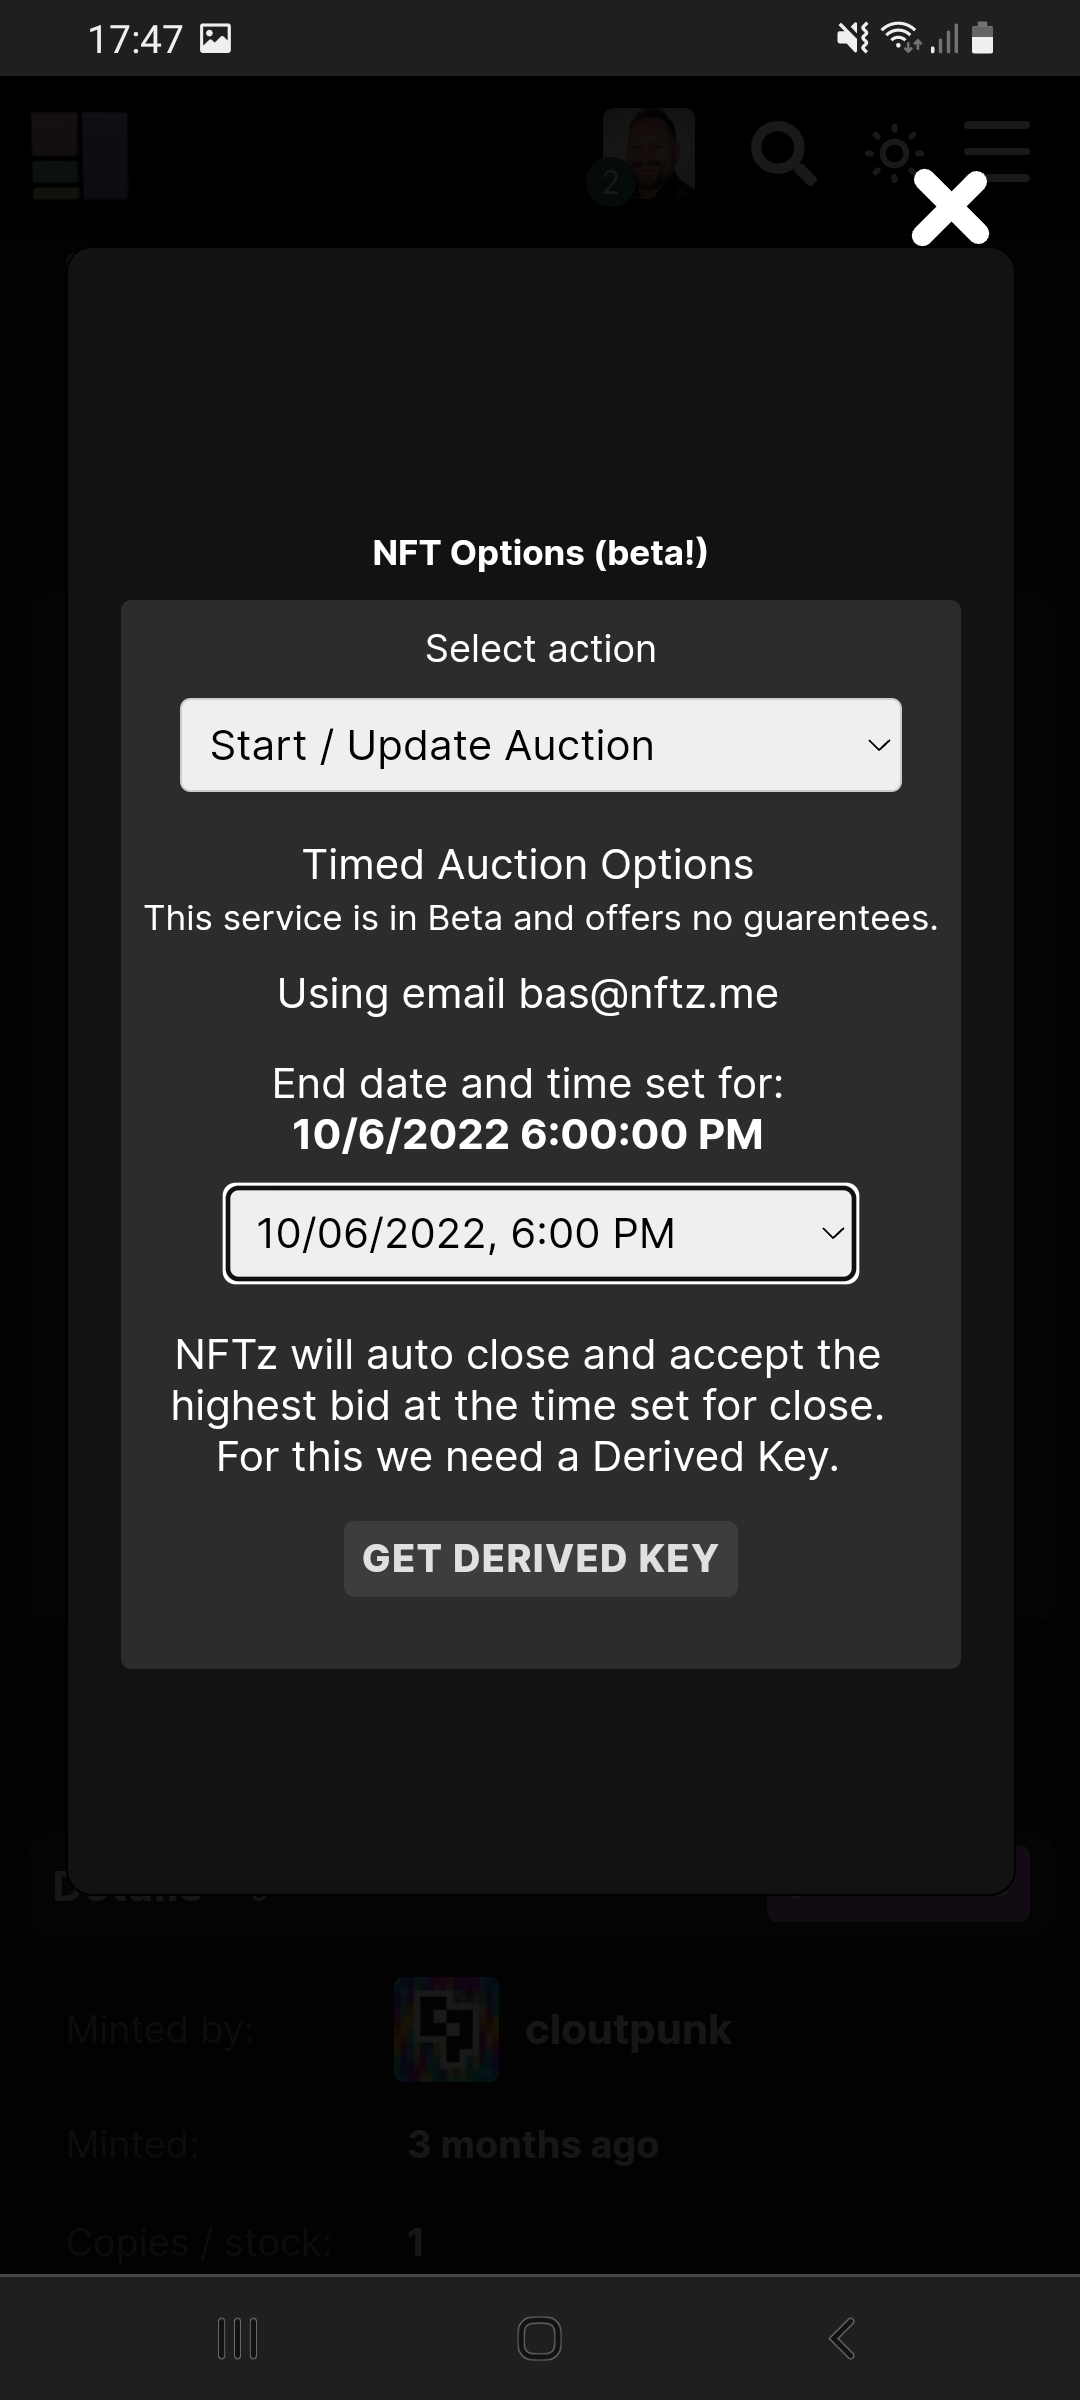 17:47
2
NFT Options (beta!)
Select action
Start / Update Auction
Timed Auction Options
This service is in Beta and offers no guarentees.
Using email bas@nftz.me
End date and time set for:
10/6/2022 6:00:00 PM
10/06/2022, 6:00 PM
NFTz will auto close and accept the
highest bid at the time set for close.
For this we need a Derived Key.
GET DERIVED KEY
Details
Minted by:
cloutpunk
Minted:
3 months ago
Copies / stock:
1